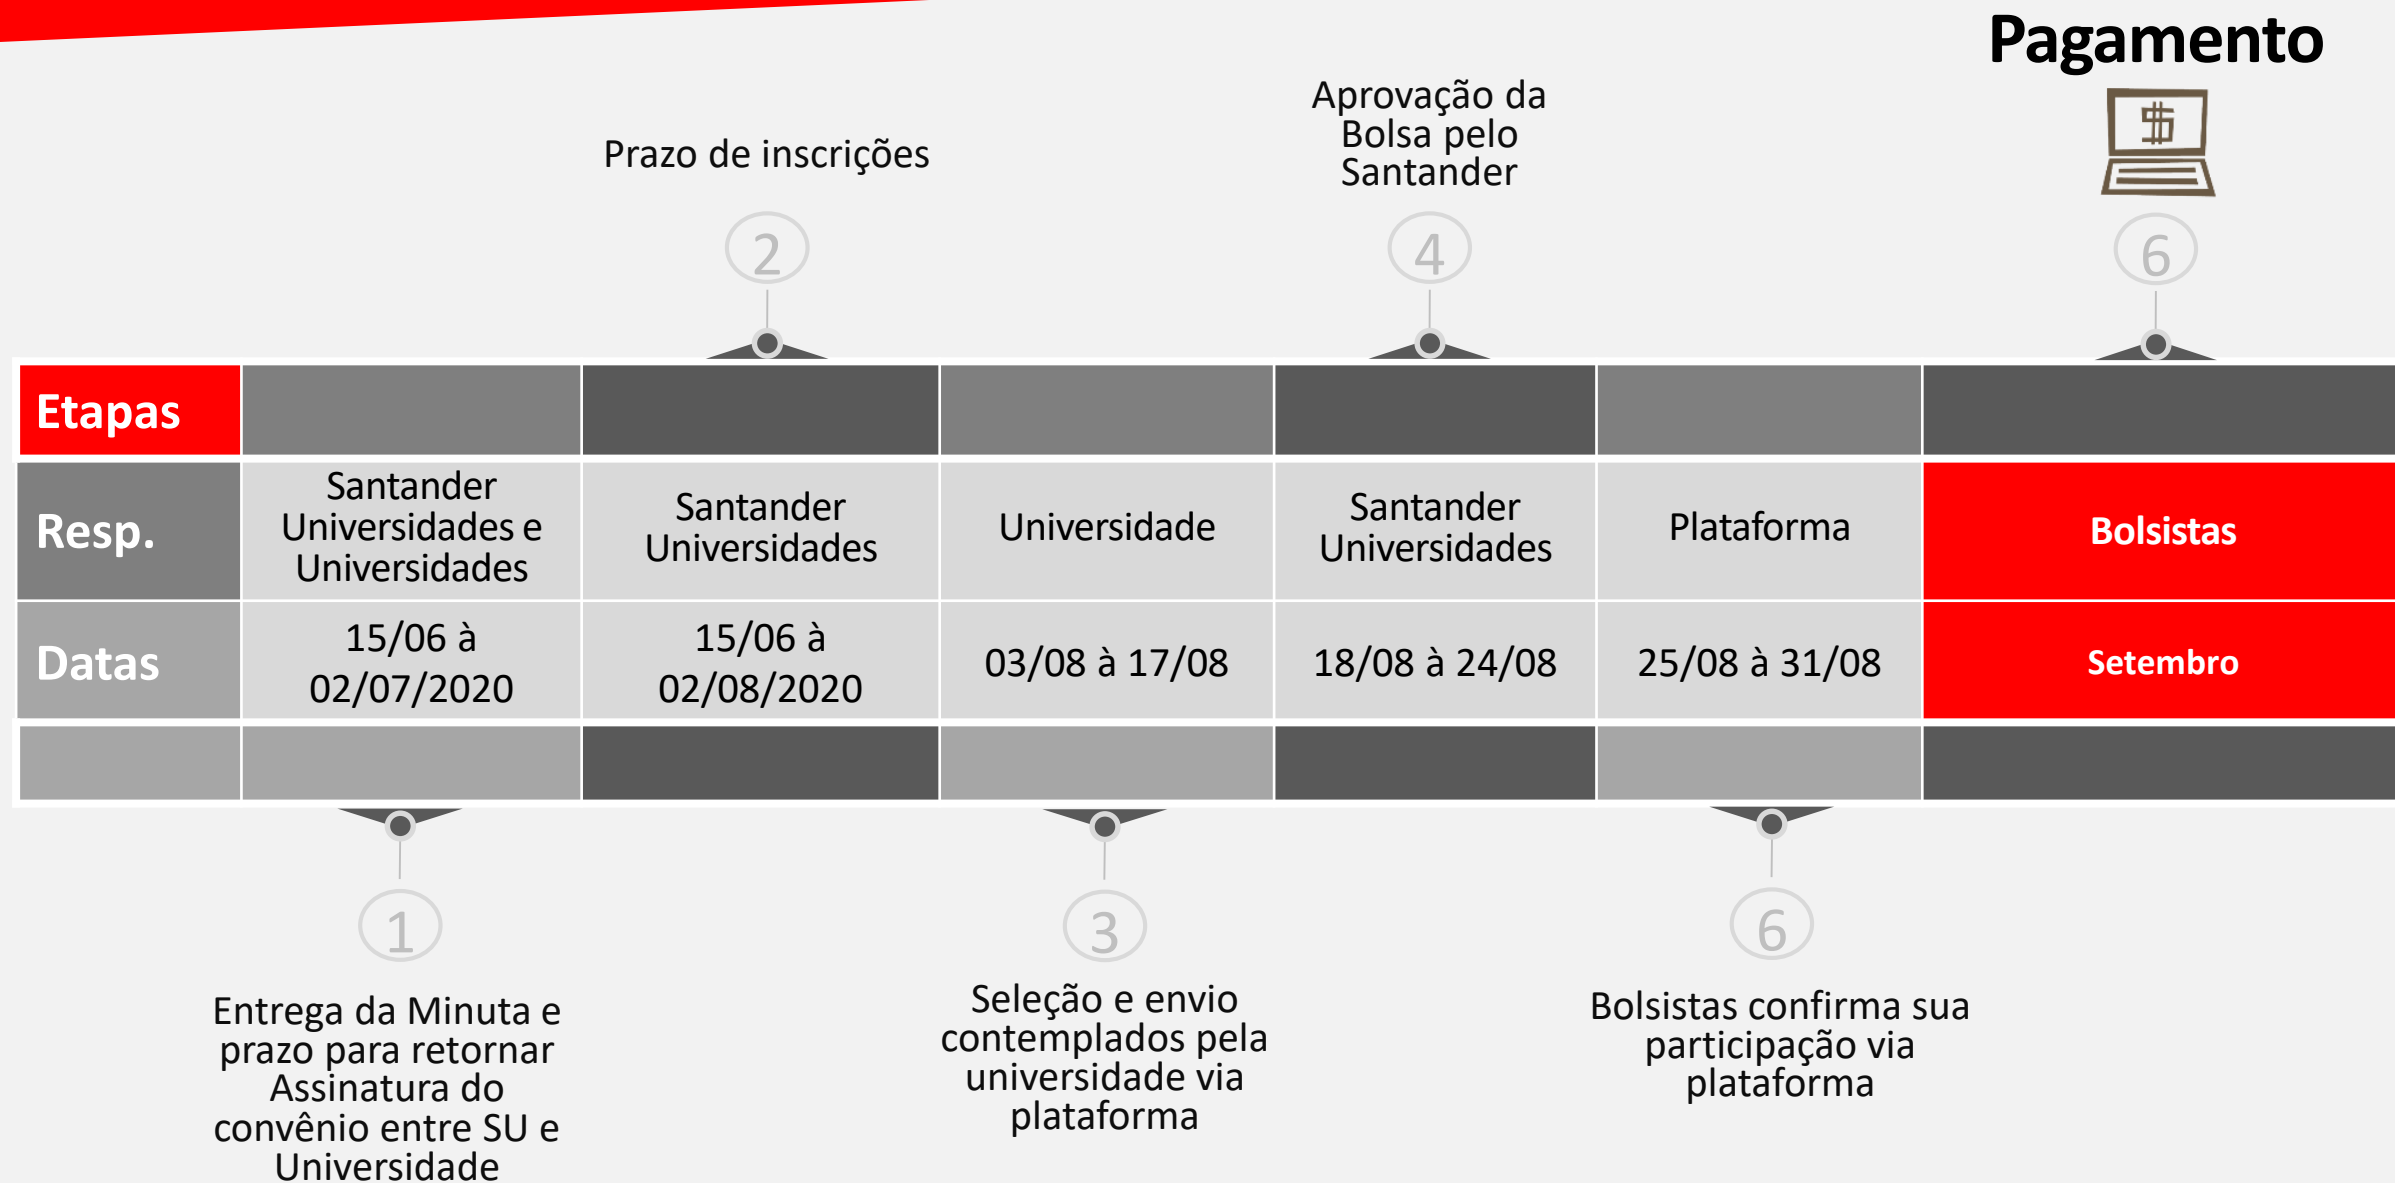 Pagamento
Prazo de inscrições
Aprovação da
Bolsa pelo
Santander
2
4
6
Etapas
Resp.
Santander
Universidades e
Universidades
Santander
Universidades
Universidade
Santander
Universidades
Plataforma
Bolsistas
Datas
15/06 à
02/07/2020
15/06 à
02/08/2020
03/08 à 17/08
18/08 à 24/08
25/08 à 31/08
Setembro
1
3
6
Entrega da Minuta e
prazo para retornar
Assinatura do
convênio entre SU e
Universidade
Seleção e envio
contemplados pela
universidade via
plataforma
Bolsistas confirma sua
participação via
plataforma